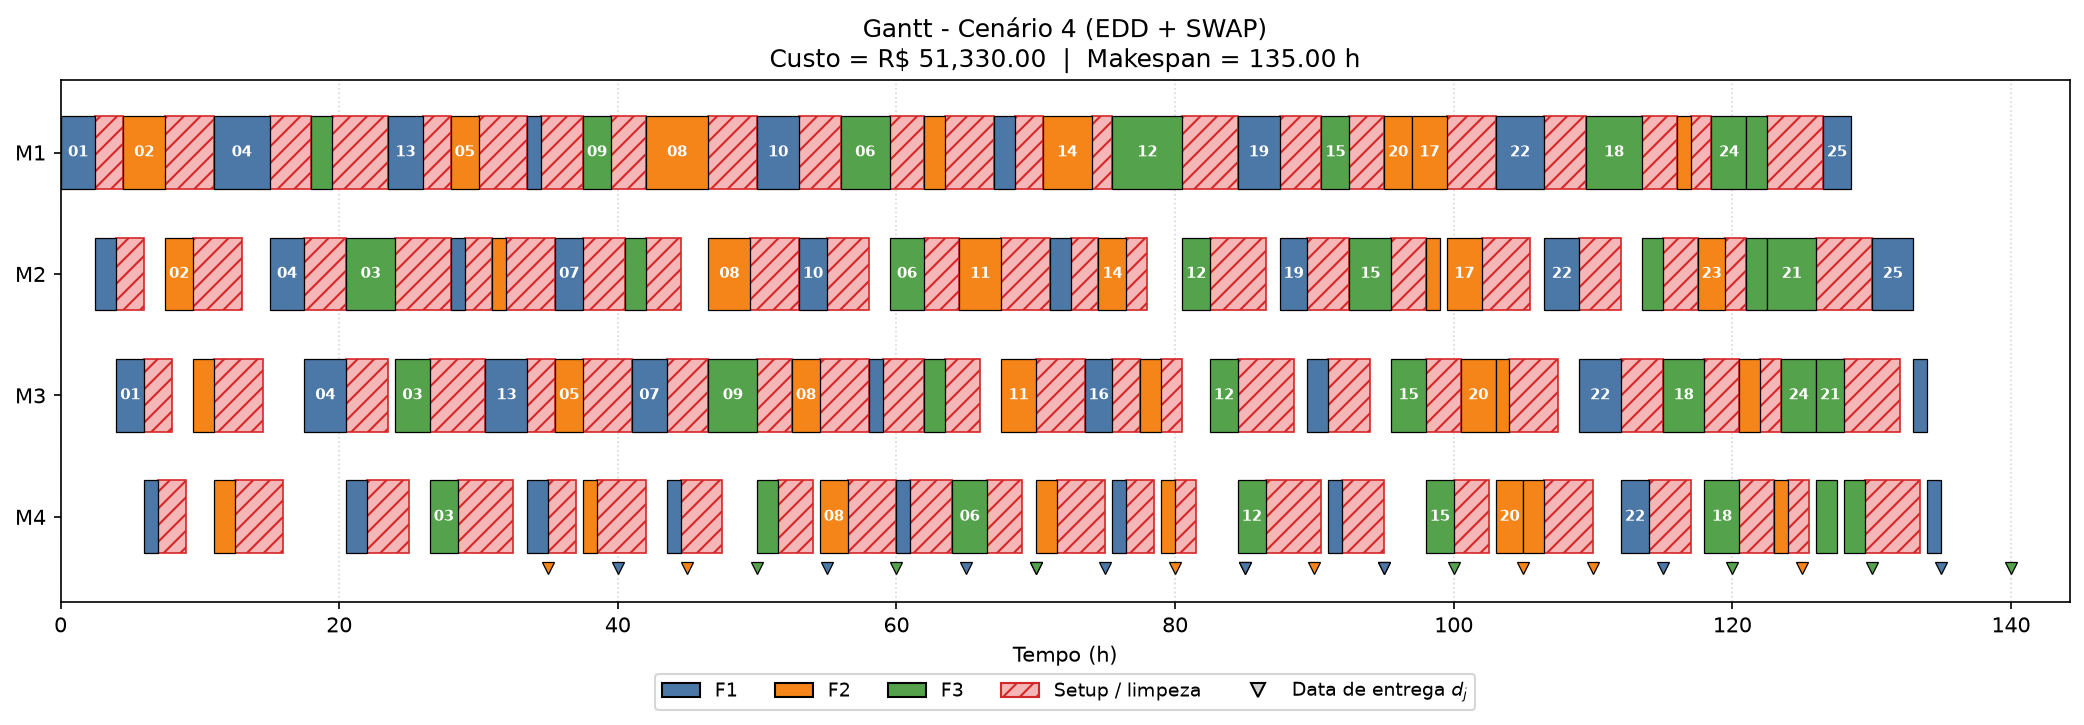 Gantt - Cenário 4 (EDD + SWAP)
Custo = R$ 51,330.00 | Makespan = 135.00 h
M1 01 02 04 13 05 09 08 10 06 14 12 19 15 20 17 22 18 24 25
M2 02 04 03 07 08 10 06 11 14 12 19 15 17 22 23 21 25
M3 01 04 03 13 05 07 09 08 11 16 12 15 20 22 18 24 21
M4 03 08 06 12 15 20 22 18
0 20 40 60 80 100 120 140
Tempo (h)
F1 F2 F3 Setup / limpeza Data de entrega dj